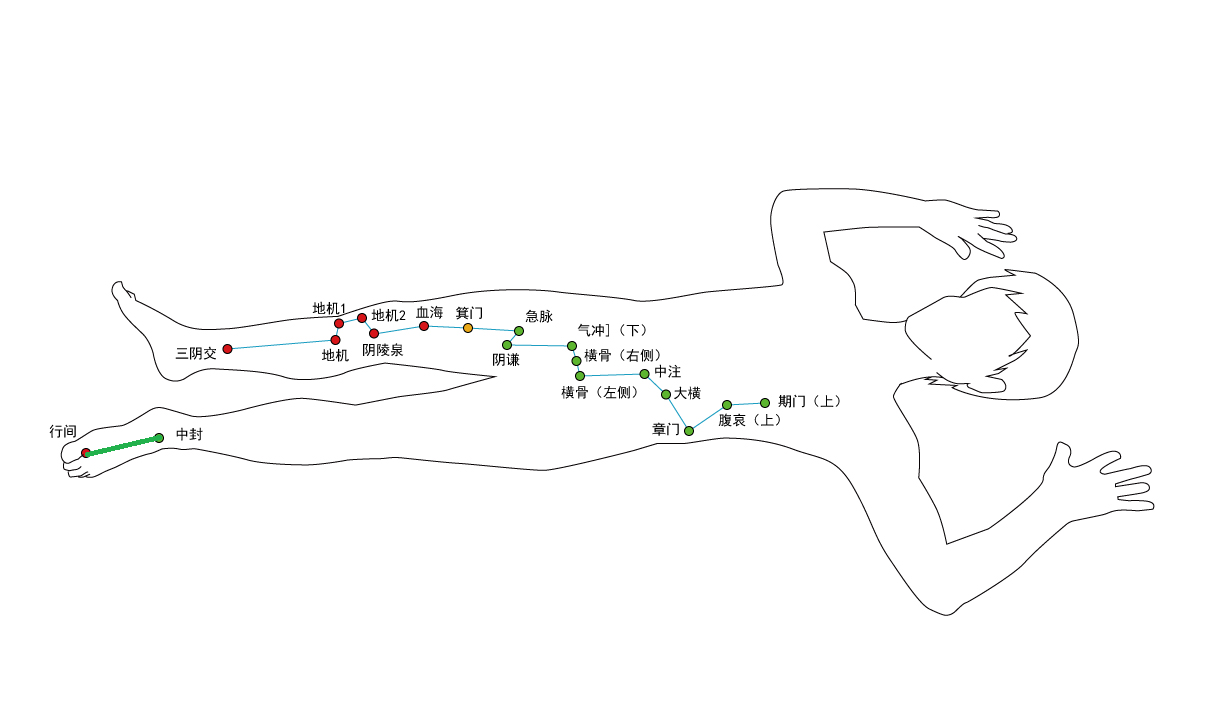 地机1
地机2
血海
箕门
急脉
气冲］（下）
三阴交
地机
阴陵泉
阴谦
横骨（右侧）
中注
横骨（左侧）
大横
期门（上）
腹哀（上）
章门
行间
中封